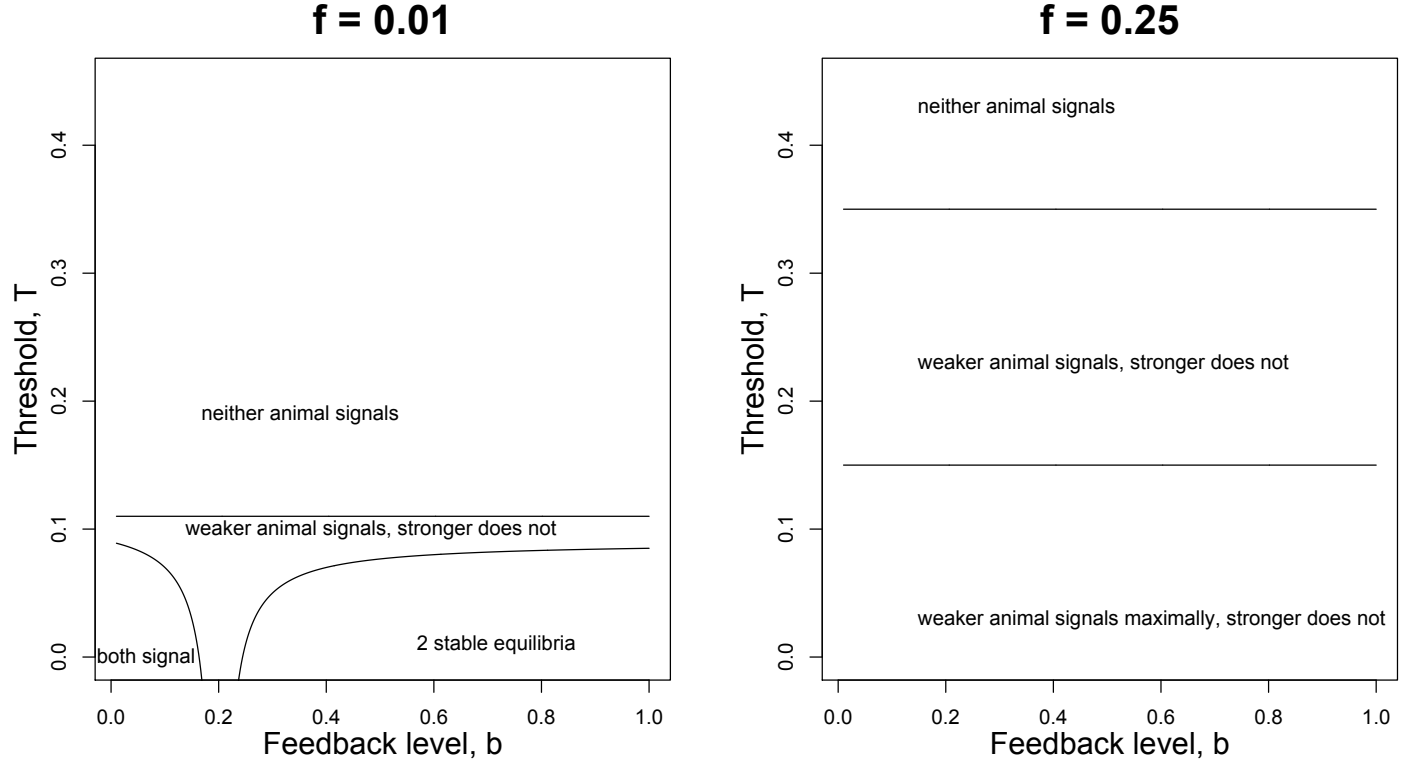 f = 0.01
Threshold, T
0.4
0.3
0.2
0.1
0.0
neither animal signals
weaker animal signals, stronger does not
2 stable equilibria
both signal
0.0 0.2 0.4 0.6 0.8 1.0
Feedback level, b
f = 0.25
Threshold, T
0.4
0.3
0.2
0.1
0.0
neither animal signals
weaker animal signals, stronger does not
weaker animal signals maximally, stronger does not
0.0 0.2 0.4 0.6 0.8 1.0
Feedback level, b